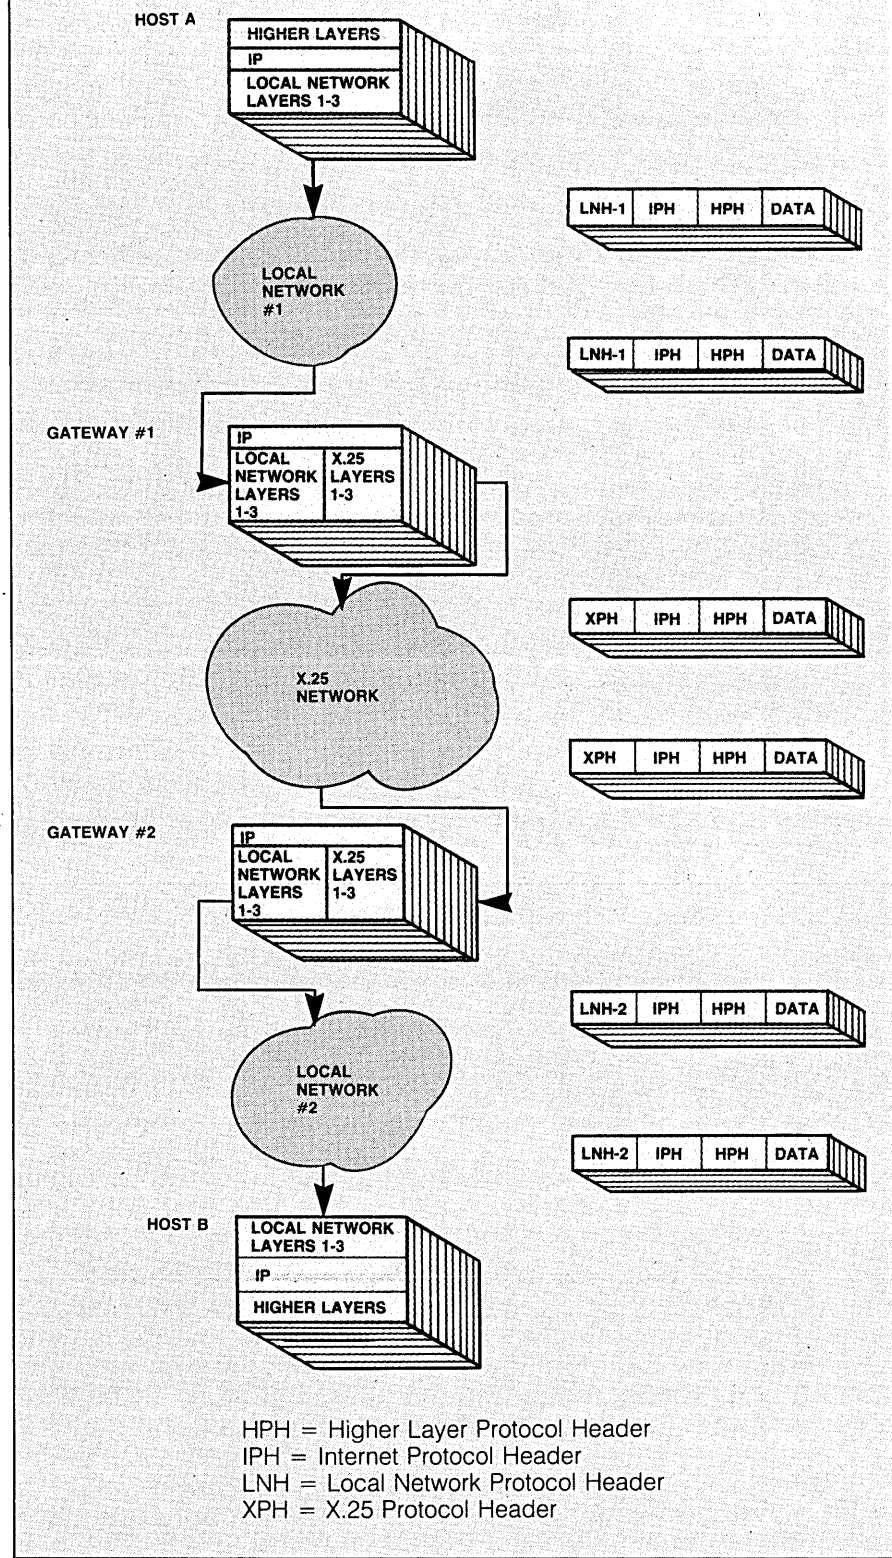 HOST A
HIGHER LAYERS
IP
LOCAL NETWORK
LAYERS 1-3
LNH-1 IPH HPH DATA
LOCAL
NETWORK
#1
LNH-1 IPH HPH DATA
GATEWAY #1
IP
LOCAL
NETWORK
LAYERS
1-3
X.25
LAYERS
1-3
XPH IPH HPH DATA
X.25
NETWORK
XPH IPH HPH DATA
GATEWAY #2
IP
LOCAL
NETWORK
LAYERS
1-3
X.25
LAYERS
1-3
LNH-2 IPH HPH DATA
LOCAL
NETWORK
#2
LNH-2 IPH HPH DATA
HOST B
LOCAL NETWORK
LAYERS 1-3
IP
HIGHER LAYERS
HPH = Higher Layer Protocol Header
IPH = Internet Protocol Header
LNH = Local Network Protocol Header
XPH = X.25 Protocol Header